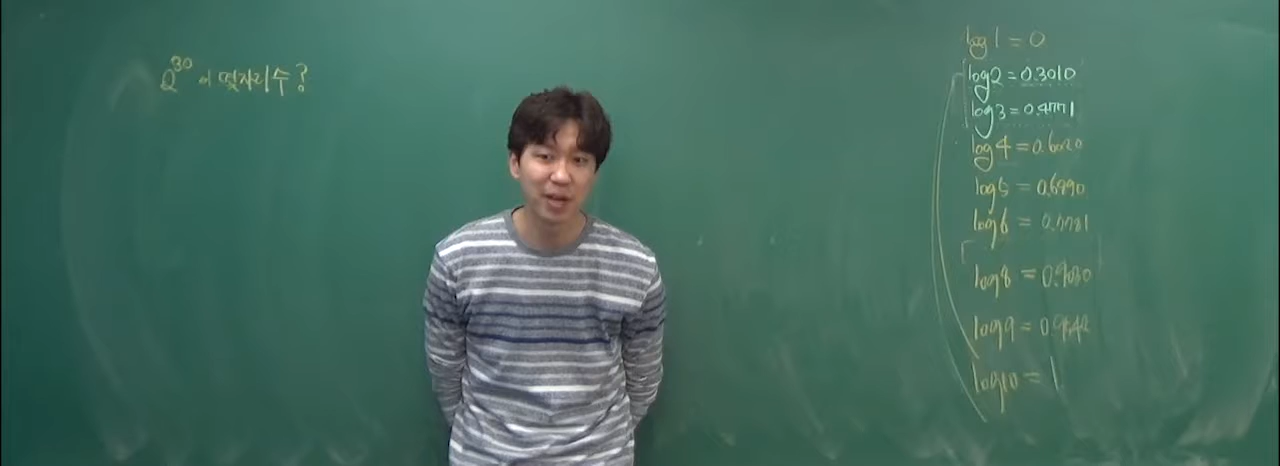 2^30 이 몇자리수?
log1 = 0
log2 = 0.3010
log3 = 0.4771
log4 = 0.6020
log5 = 0.6990
log6 = 0.7781
log8 = 0.9030
log9 = 0.9542
log10 = 1